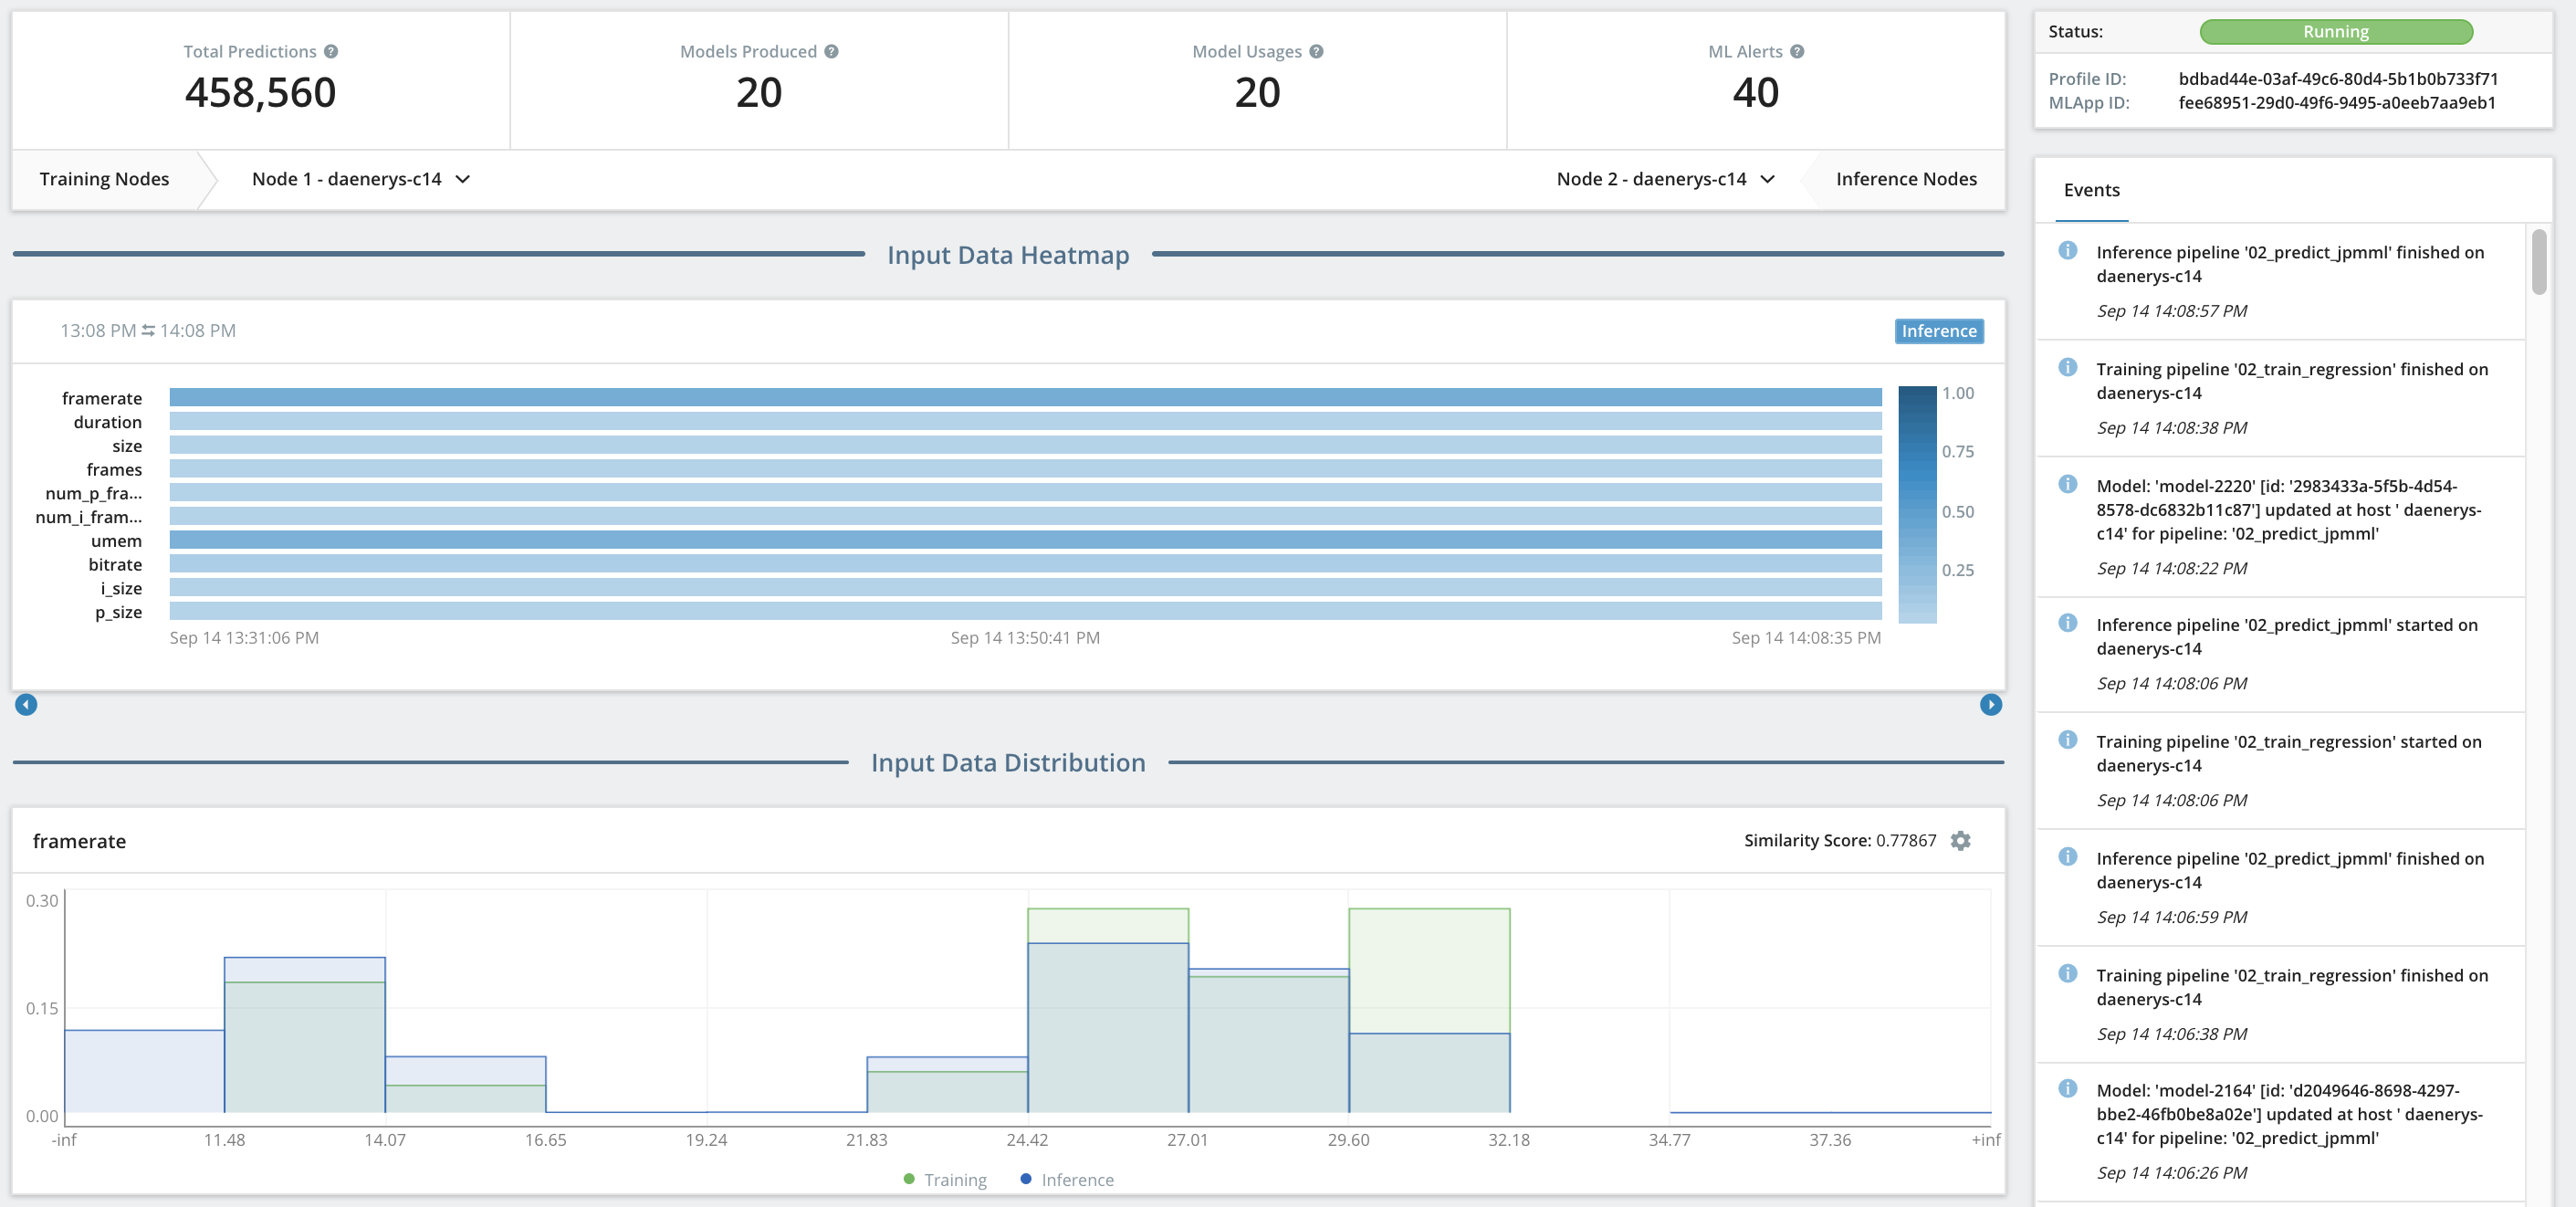 Total Predictions
458,560
Models Produced
20
Model Usages
20
ML Alerts
40
Training Nodes
Node 1 - daenerys-c14
Node 2 - daenerys-c14
Inference Nodes
Input Data Heatmap
13:08 PM ⇆ 14:08 PM
Inference
framerate
duration
size
frames
num_p_fra...
num_i_fram...
umem
bitrate
i_size
p_size
1.00
0.75
0.50
0.25
Sep 14 13:31:06 PM
Sep 14 13:50:41 PM
Sep 14 14:08:35 PM
Input Data Distribution
framerate
Similarity Score: 0.77867
0.30
0.15
0.00
-inf
11.48
14.07
16.65
19.24
21.83
24.42
27.01
29.60
32.18
34.77
37.36
+inf
Training
Inference
Status:
Running
Profile ID: bdbad44e-03af-49c6-80d4-5b1b0b733f71
MLApp ID: fee68951-29d0-49f6-9495-a0eeb7aa9eb1
Events
Inference pipeline '02_predict_jpmml' finished on
daenerys-c14
Sep 14 14:08:57 PM
Training pipeline '02_train_regression' finished on
daenerys-c14
Sep 14 14:08:38 PM
Model: 'model-2220' [id: '2983433a-5f5b-4d54-
8578-dc6832b11c87'] updated at host ' daenerys-
c14' for pipeline: '02_predict_jpmml'
Sep 14 14:08:22 PM
Inference pipeline '02_predict_jpmml' started on
daenerys-c14
Sep 14 14:08:06 PM
Training pipeline '02_train_regression' started on
daenerys-c14
Sep 14 14:08:06 PM
Inference pipeline '02_predict_jpmml' finished on
daenerys-c14
Sep 14 14:06:59 PM
Training pipeline '02_train_regression' finished on
daenerys-c14
Sep 14 14:06:38 PM
Model: 'model-2164' [id: 'd2049646-8698-4297-
bbe2-46fb0be8a02e'] updated at host ' daenerys-
c14' for pipeline: '02_predict_jpmml'
Sep 14 14:06:26 PM